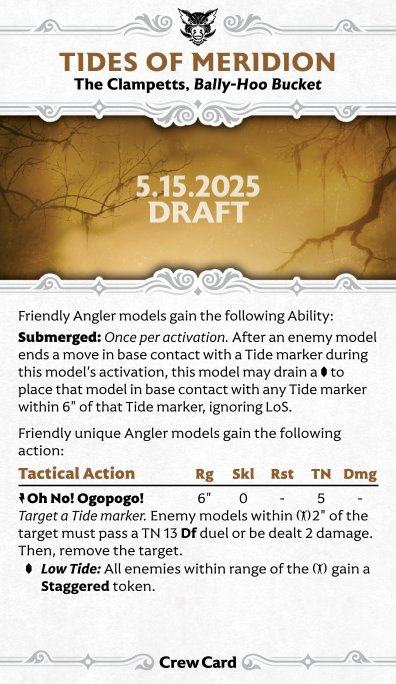 TIDES OF MERIDION
The Clampetts, Bally-Hoo Bucket
5.15.2025
DRAFT
Friendly Angler models gain the following Ability:
Submerged: Once per activation. After an enemy model
ends a move in base contact with a Tide marker during
this model's activation, this model may drain a to
place that model in base contact with any Tide marker
within 6" of that Tide marker, ignoring LoS.
Friendly unique Angler models gain the following
action:
Tactical Action Rg Skl Rst TN Dmg
Oh No! Ogopogo! 6" 0 - 5 -
Target a Tide marker. Enemy models within 2" of the
target must pass a TN 13 Df duel or be dealt 2 damage.
Then, remove the target.
Low Tide: All enemies within range of the gain a
Staggered token.
Crew Card